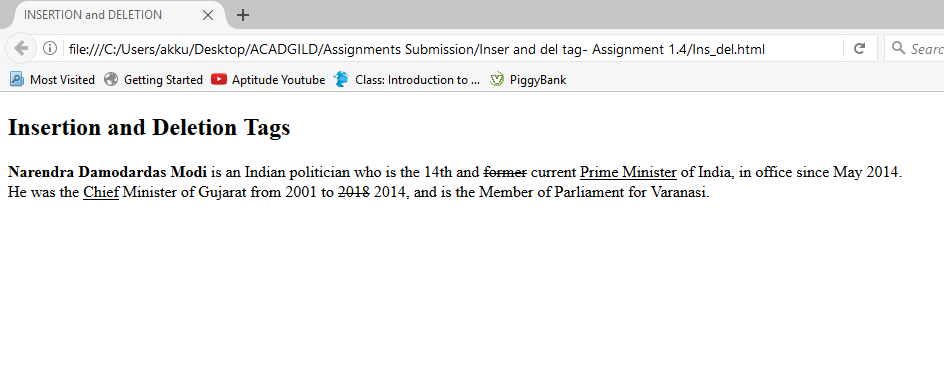 INSERTION and DELETION
file:///C:/Users/akku/Desktop/ACADGILD/Assignments Submission/Inser and del tag- Assignment 1.4/Ins_del.html
Searc
Most Visited Getting Started Aptitude Youtube Class: Introduction to ... PiggyBank
Insertion and Deletion Tags
Narendra Damodardas Modi is an Indian politician who is the 14th and former current Prime Minister of India, in office since May 2014.
He was the Chief Minister of Gujarat from 2001 to 2018 2014, and is the Member of Parliament for Varanasi.